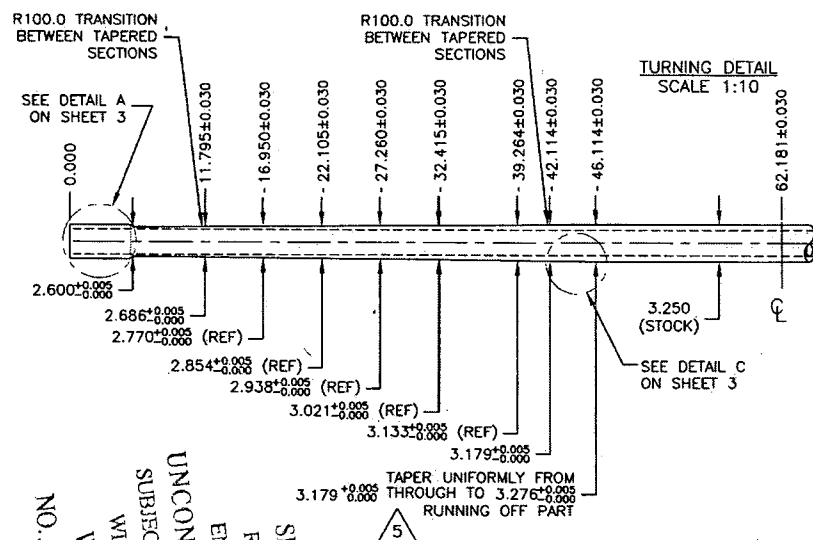 R100.0 TRANSITION
BETWEEN TAPERED
SECTIONS
R100.0 TRANSITION
BETWEEN TAPERED
SECTIONS
TURNING DETAIL
SCALE 1:10
SEE DETAIL A
ON SHEET 3
0.000
11.795±0.030
16.950±0.030
22.105±0.030
27.260±0.030
32.415±0.030
39.264±0.030
42.114±0.030
46.114±0.030
62.181±0.030
2.600+0.005-0.000
2.686+0.005-0.000
2.770+0.005-0.000 (REF)
2.854+0.005-0.000 (REF)
2.938+0.005-0.000 (REF)
3.021+0.005-0.000 (REF)
3.133+0.005-0.000 (REF)
3.179+0.005-0.000
3.250
(STOCK)
SEE DETAIL C
ON SHEET 3
TAPER UNIFORMLY FROM
3.179+0.005 0.000 THROUGH TO 3.276+0.005-0.000
RUNNING OFF PART
5
NO.
UNCON
SUBJEC